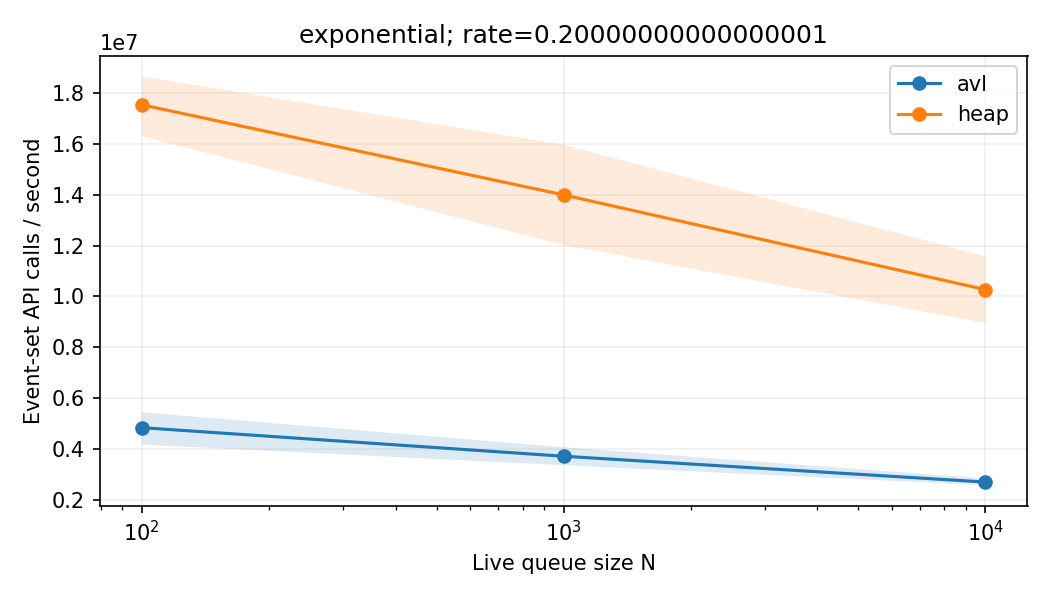 exponential; rate=0.20000000000000001
1e7
1.8
1.6
1.4
1.2
1.0
0.8
0.6
0.4
0.2
Event-set API calls / second
avl
heap
10²
10³
10⁴
Live queue size N